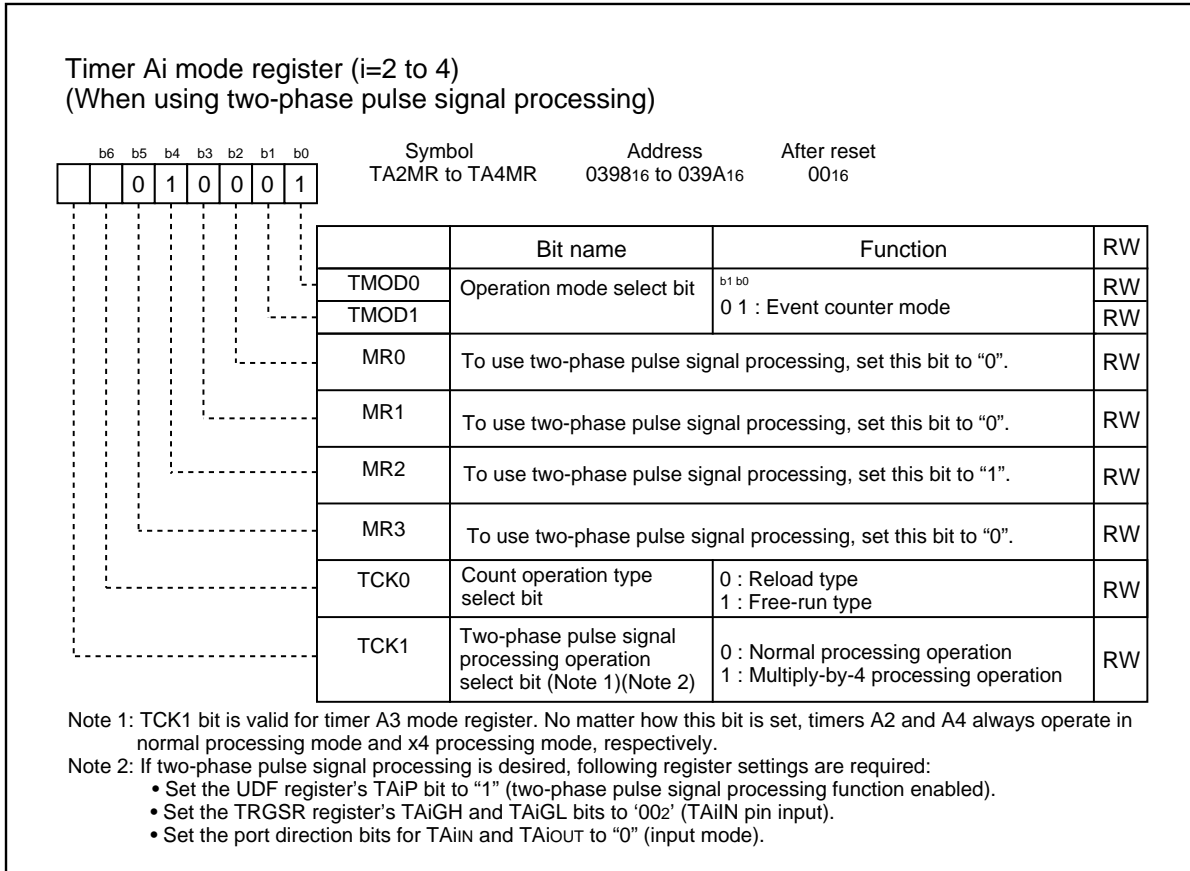 Timer Ai mode register (i=2 to 4)
(When using two-phase pulse signal processing)
b6 b5 b4 b3 b2 b1 b0
0 1 0 0 0 1
Symbol Address After reset
TA2MR to TA4MR 039816 to 039A16 0016
Bit name Function RW
TMOD0 Operation mode select bit b1 b0 RW
TMOD1 0 1 : Event counter mode RW
MR0 To use two-phase pulse signal processing, set this bit to “0”. RW
MR1 To use two-phase pulse signal processing, set this bit to “0”. RW
MR2 To use two-phase pulse signal processing, set this bit to “1”. RW
MR3 To use two-phase pulse signal processing, set this bit to “0”. RW
TCK0 Count operation type 0 : Reload type RW
select bit 1 : Free-run type
TCK1 Two-phase pulse signal
processing operation 0 : Normal processing operation RW
select bit (Note 1)(Note 2) 1 : Multiply-by-4 processing operation
Note 1: TCK1 bit is valid for timer A3 mode register. No matter how this bit is set, timers A2 and A4 always operate in
normal processing mode and x4 processing mode, respectively.
Note 2: If two-phase pulse signal processing is desired, following register settings are required:
• Set the UDF register’s TAiP bit to “1” (two-phase pulse signal processing function enabled).
• Set the TRGSR register’s TAiGH and TAiGL bits to ‘002’ (TAiIN pin input).
• Set the port direction bits for TAiIN and TAiOUT to “0” (input mode).